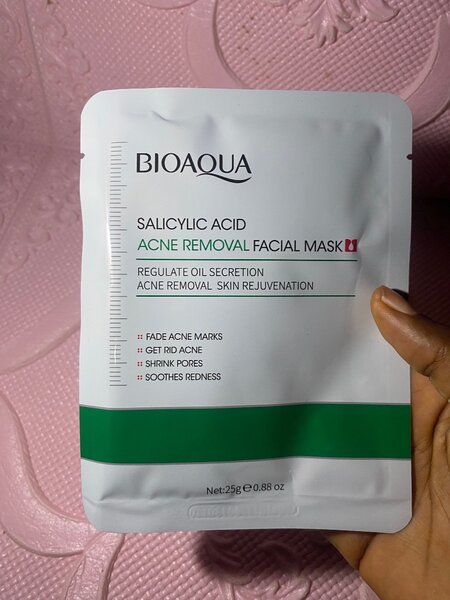 BIOAQUA
SALICYLIC ACID
ACNE REMOVAL FACIAL MASK
REGULATE OIL SECRETION
ACNE REMOVAL SKIN REJUVENATION
FADE ACNE MARKS
GET RID ACNE
SHRINK PORES
SOOTHES REDNESS
Net:25g℮0.88 oz